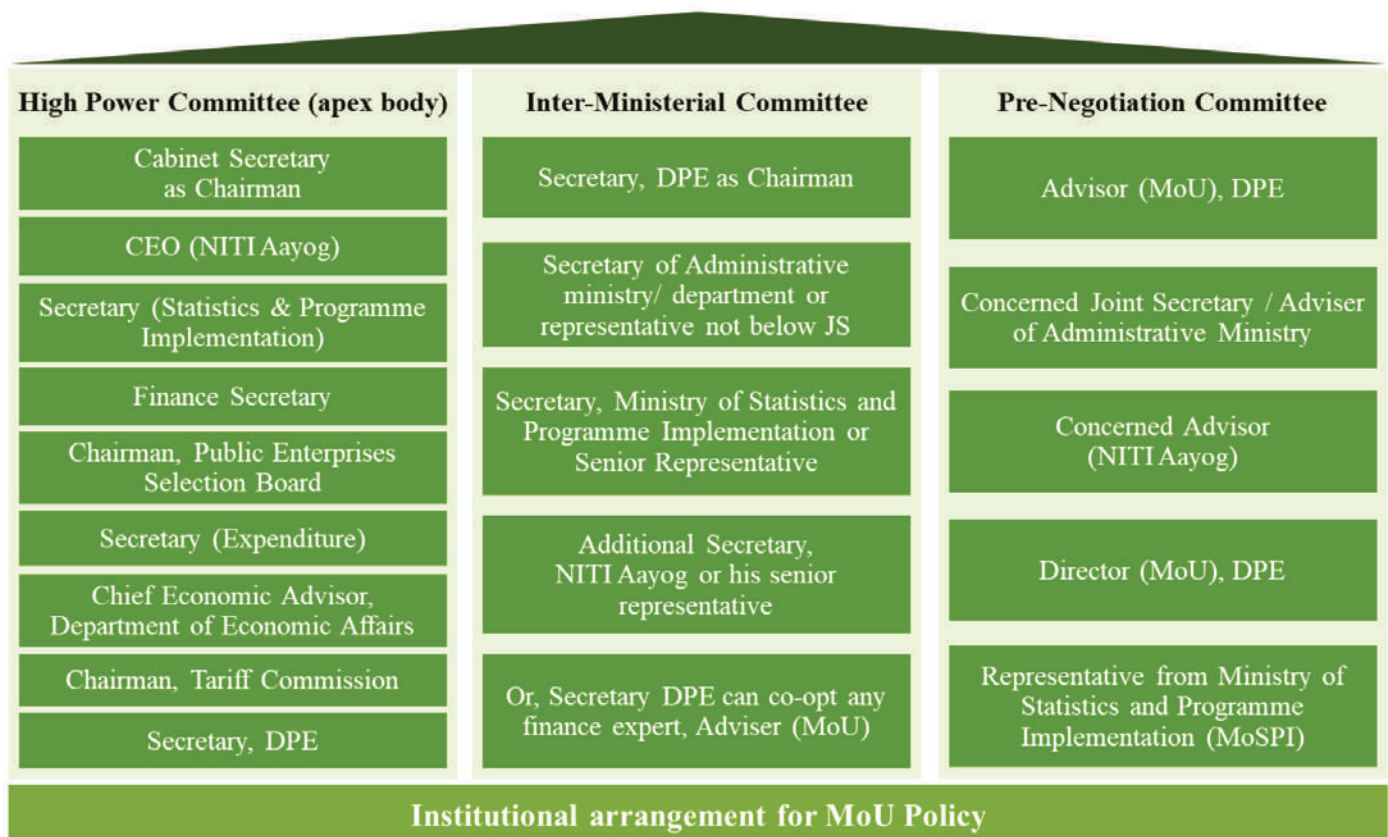 High Power Committee (apex body)
Cabinet Secretary
as Chairman
CEO (NITI Aayog)
Secretary (Statistics & Programme
Implementation)
Finance Secretary
Chairman, Public Enterprises
Selection Board
Secretary (Expenditure)
Chief Economic Advisor,
Department of Economic Affairs
Chairman, Tariff Commission
Secretary, DPE
Inter-Ministerial Committee
Secretary, DPE as Chairman
Secretary of Administrative
ministry/ department or
representative not below JS
Secretary, Ministry of Statistics and
Programme Implementation or
Senior Representative
Additional Secretary,
NITI Aayog or his senior
representative
Or, Secretary DPE can co-opt any
finance expert, Adviser (MoU)
Pre-Negotiation Committee
Advisor (MoU), DPE
Concerned Joint Secretary / Adviser
of Administrative Ministry
Concerned Advisor
(NITI Aayog)
Director (MoU), DPE
Representative from Ministry of
Statistics and Programme
Implementation (MoSPI)
Institutional arrangement for MoU Policy